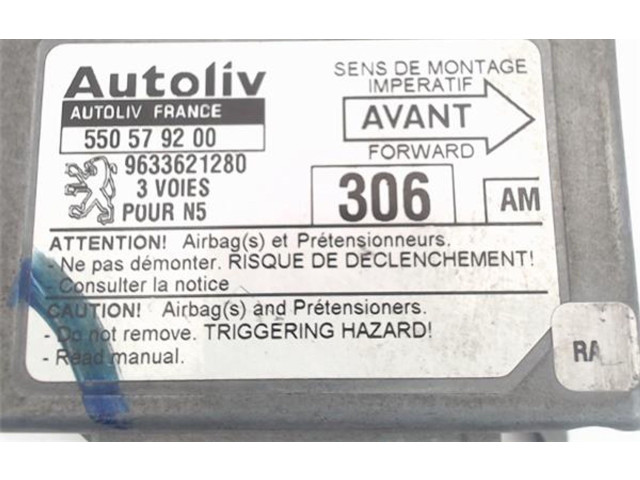 Autoliv
AUTOLIV FRANCE
550 57 92 00
9633621280
3 VOIES
POUR N5
SENS DE MONTAGE
IMPERATIF
AVANT
FORWARD
306
AM
ATTENTION! Airbag(s) et Prétensionneurs.
- Ne pas démonter. RISQUE DE DECLENCHEMENT!
- Consulter la notice
CAUTION! Airbag(s) and Prétensioners.
- Do not remove. TRIGGERING HAZARD!
- Read manual.
RA